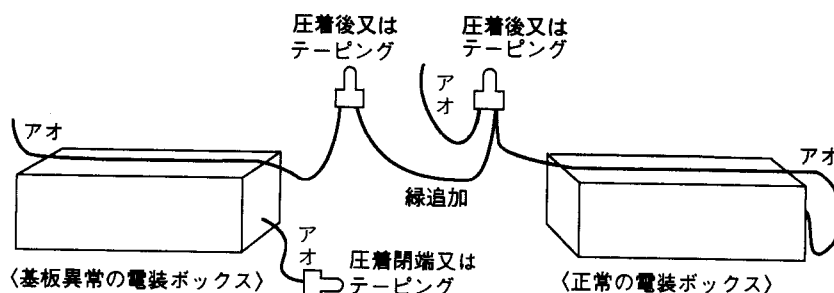 圧着後又は
テーピング
圧着後又は
テーピング
アオ
アオ
アオ
緑追加
アオ
圧着閉端又は
テーピング
〈基板異常の電装ボックス〉
〈正常の電装ボックス〉